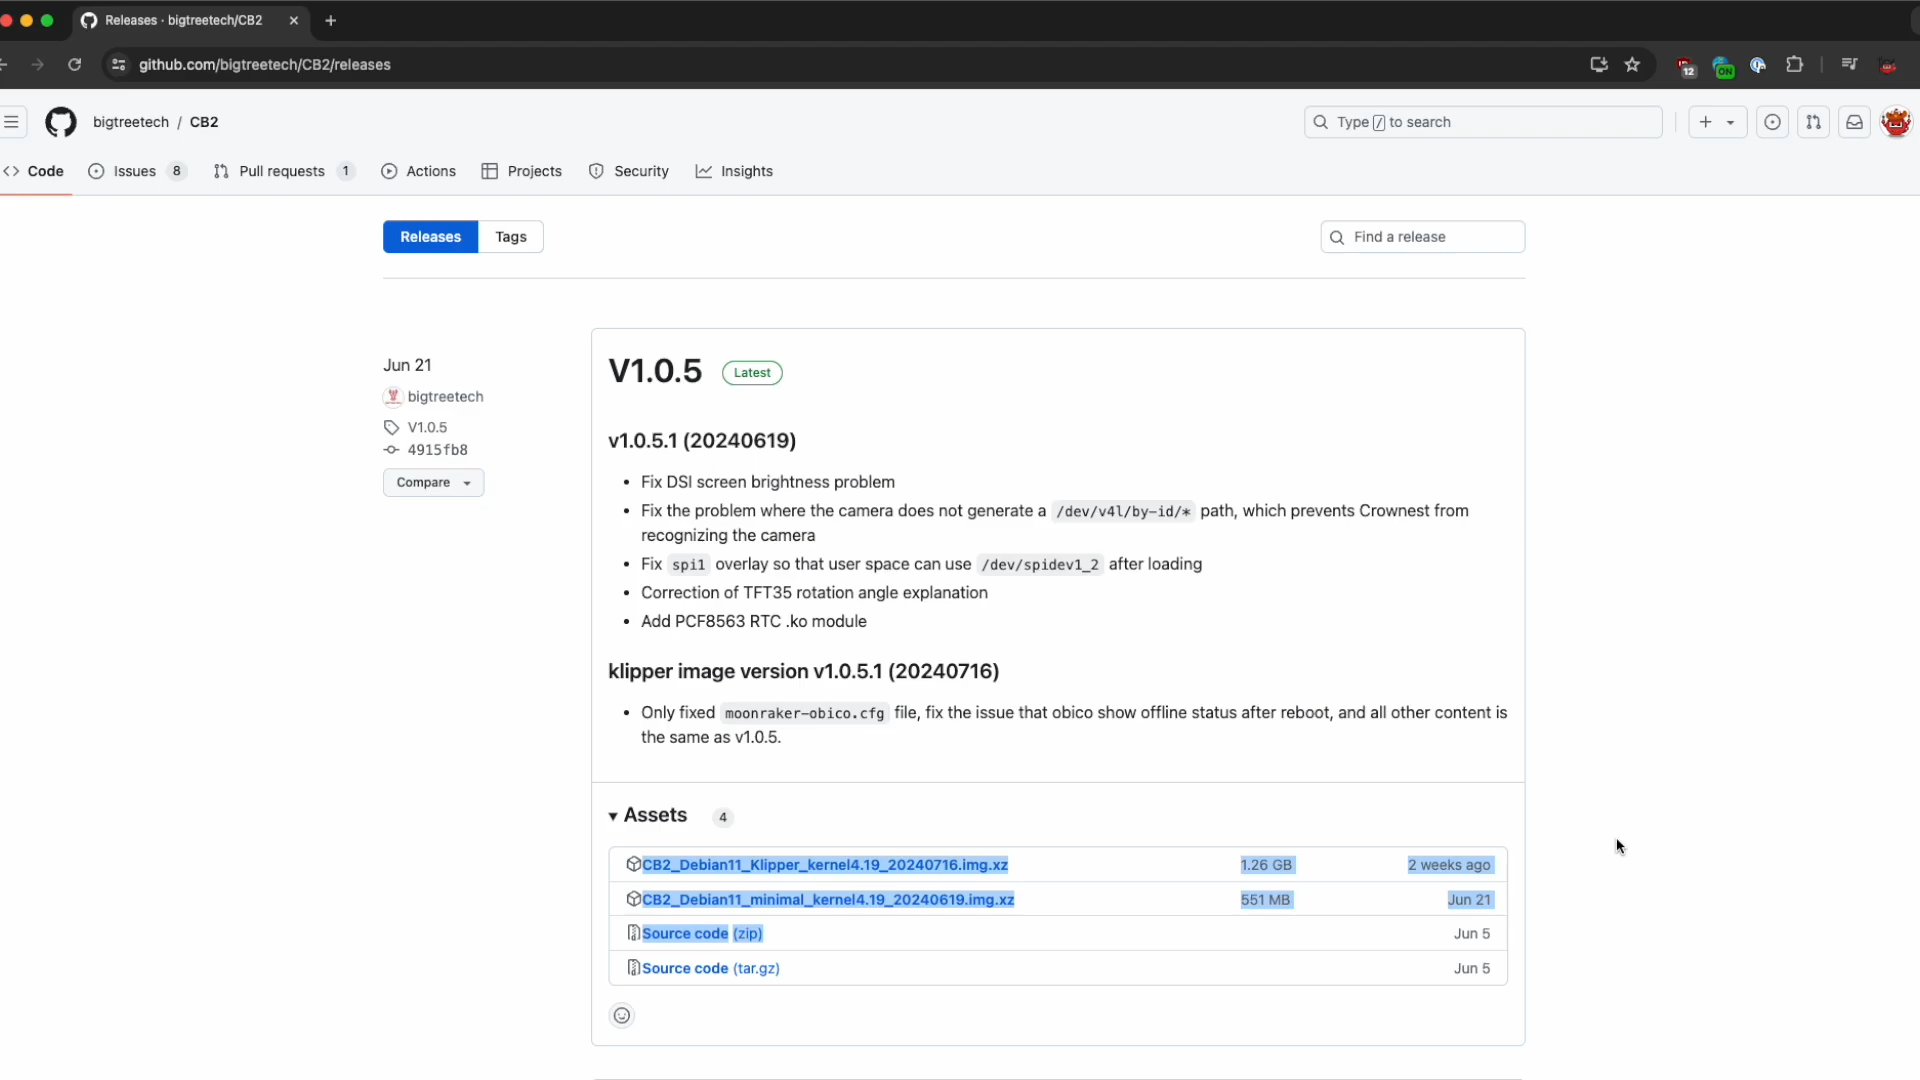 Releases · bigtreetech/CB2
github.com/bigtreetech/CB2/releases
12
ON
bigtreetech / CB2
Type / to search
Code
Issues 8
Pull requests 1
Actions
Projects
Security
Insights
Releases
Tags
Find a release
Jun 21
bigtreetech
V1.0.5
4915fb8
Compare
V1.0.5 Latest
v1.0.5.1 (20240619)
• Fix DSI screen brightness problem
• Fix the problem where the camera does not generate a /dev/v4l/by-id/* path, which prevents Crownest from
recognizing the camera
• Fix spi1 overlay so that user space can use /dev/spidev1_2 after loading
• Correction of TFT35 rotation angle explanation
• Add PCF8563 RTC .ko module
klipper image version v1.0.5.1 (20240716)
• Only fixed moonraker-obico.cfg file, fix the issue that obico show offline status after reboot, and all other content is
the same as v1.0.5.
Assets 4
CB2_Debian11_Klipper_kernel4.19_20240716.img.xz 1.26 GB 2 weeks ago
CB2_Debian11_minimal_kernel4.19_20240619.img.xz 551 MB Jun 21
Source code (zip) Jun 5
Source code (tar.gz) Jun 5